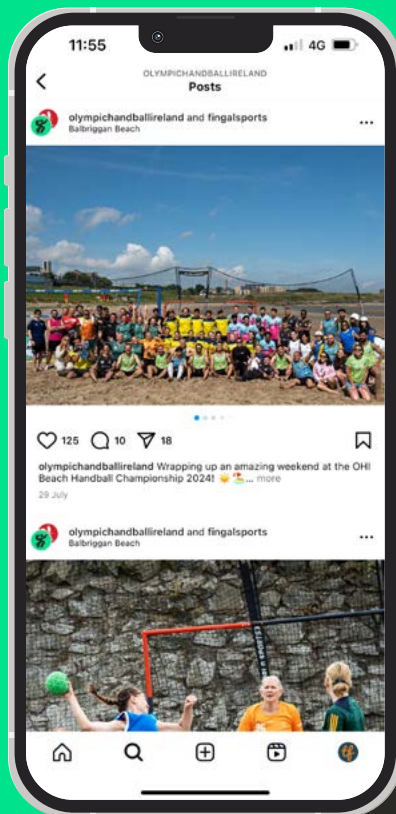 11:55
4G
OLYMPICHANDBALLIRELAND
Posts
olympichandballireland and fingalsports
Balbriggan Beach
125
10
18
olympichandballireland Wrapping up an amazing weekend at the OHI
Beach Handball Championship 2024! ☀️🏖️... more
29 July
olympichandballireland and fingalsports
Balbriggan Beach